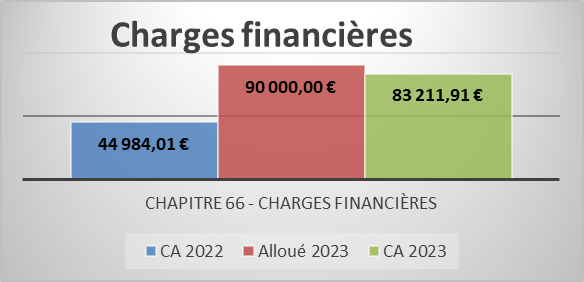 Charges financières
90 000,00 €
83 211,91 €
44 984,01 €
CHAPITRE 66 - CHARGES FINANCIÈRES
CA 2022 Alloué 2023 CA 2023